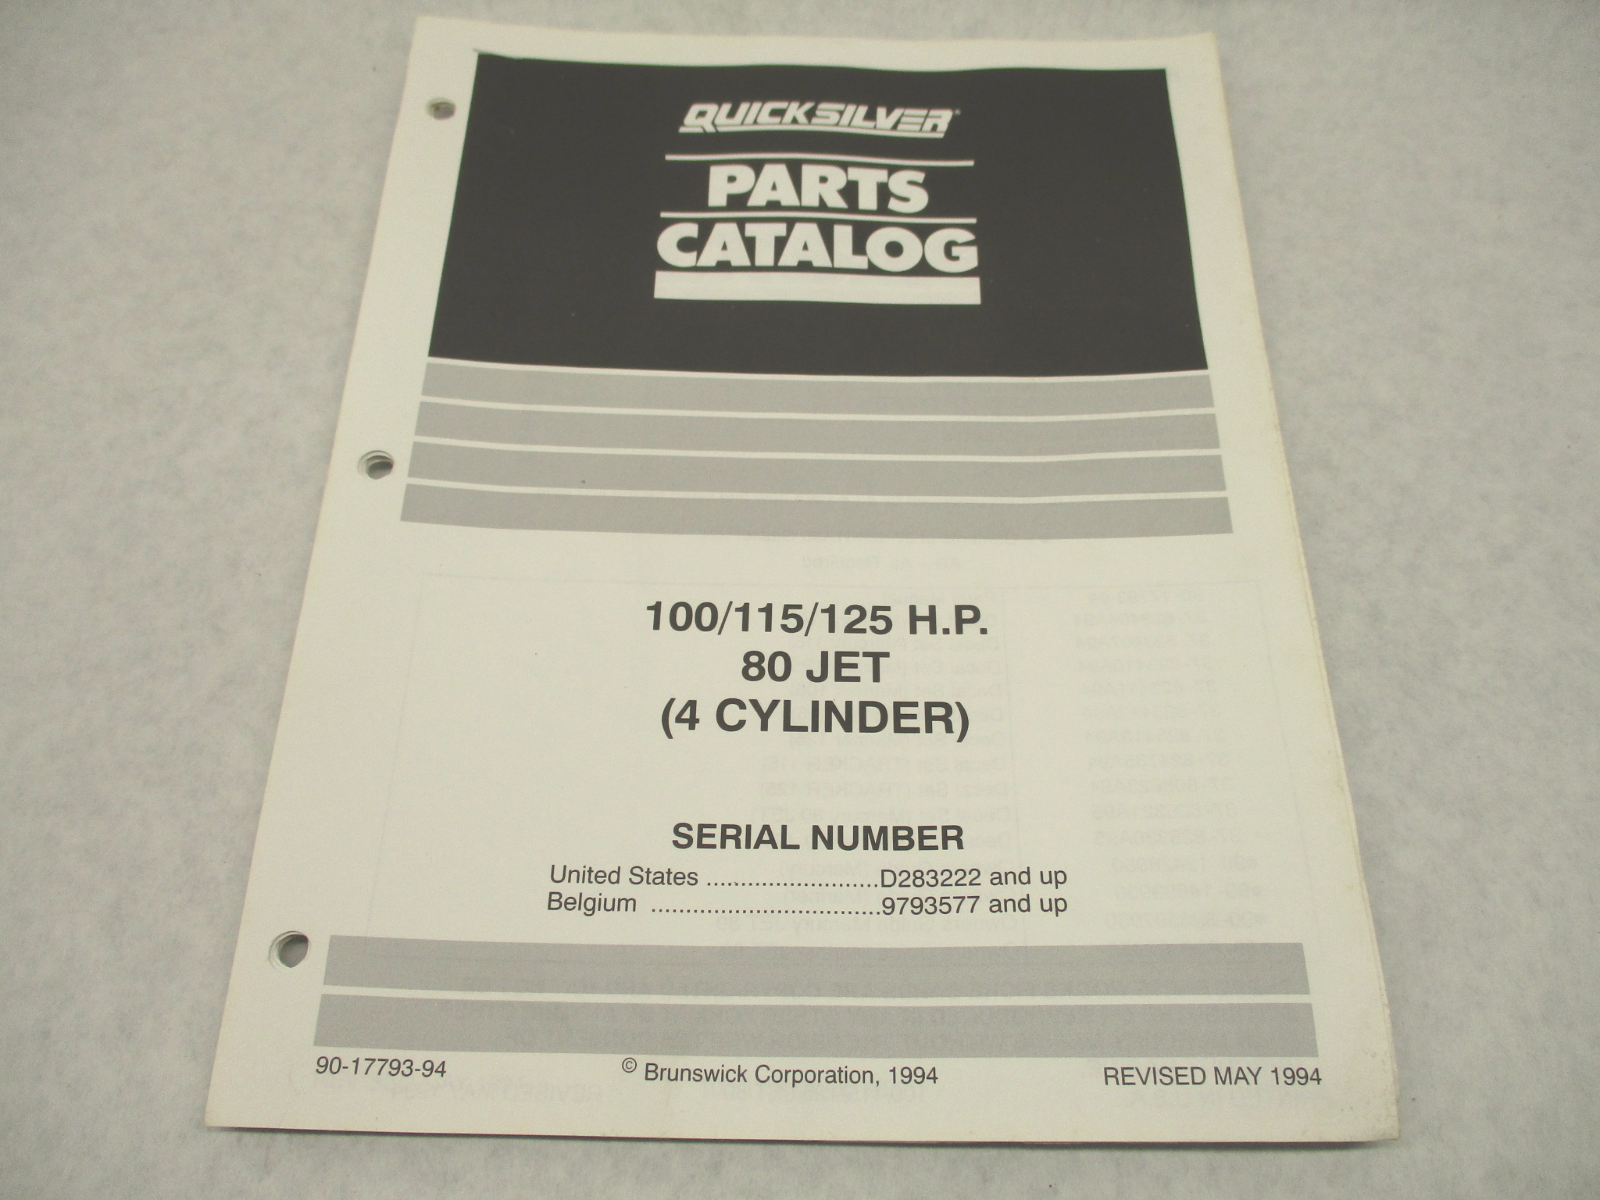 QUICKSILVER®
PARTS
CATALOG
100/115/125 H.P.
80 JET
(4 CYLINDER)
SERIAL NUMBER
United States .........................D283222 and up
Belgium .................................9793577 and up
90-17793-94
© Brunswick Corporation, 1994
REVISED MAY 1994